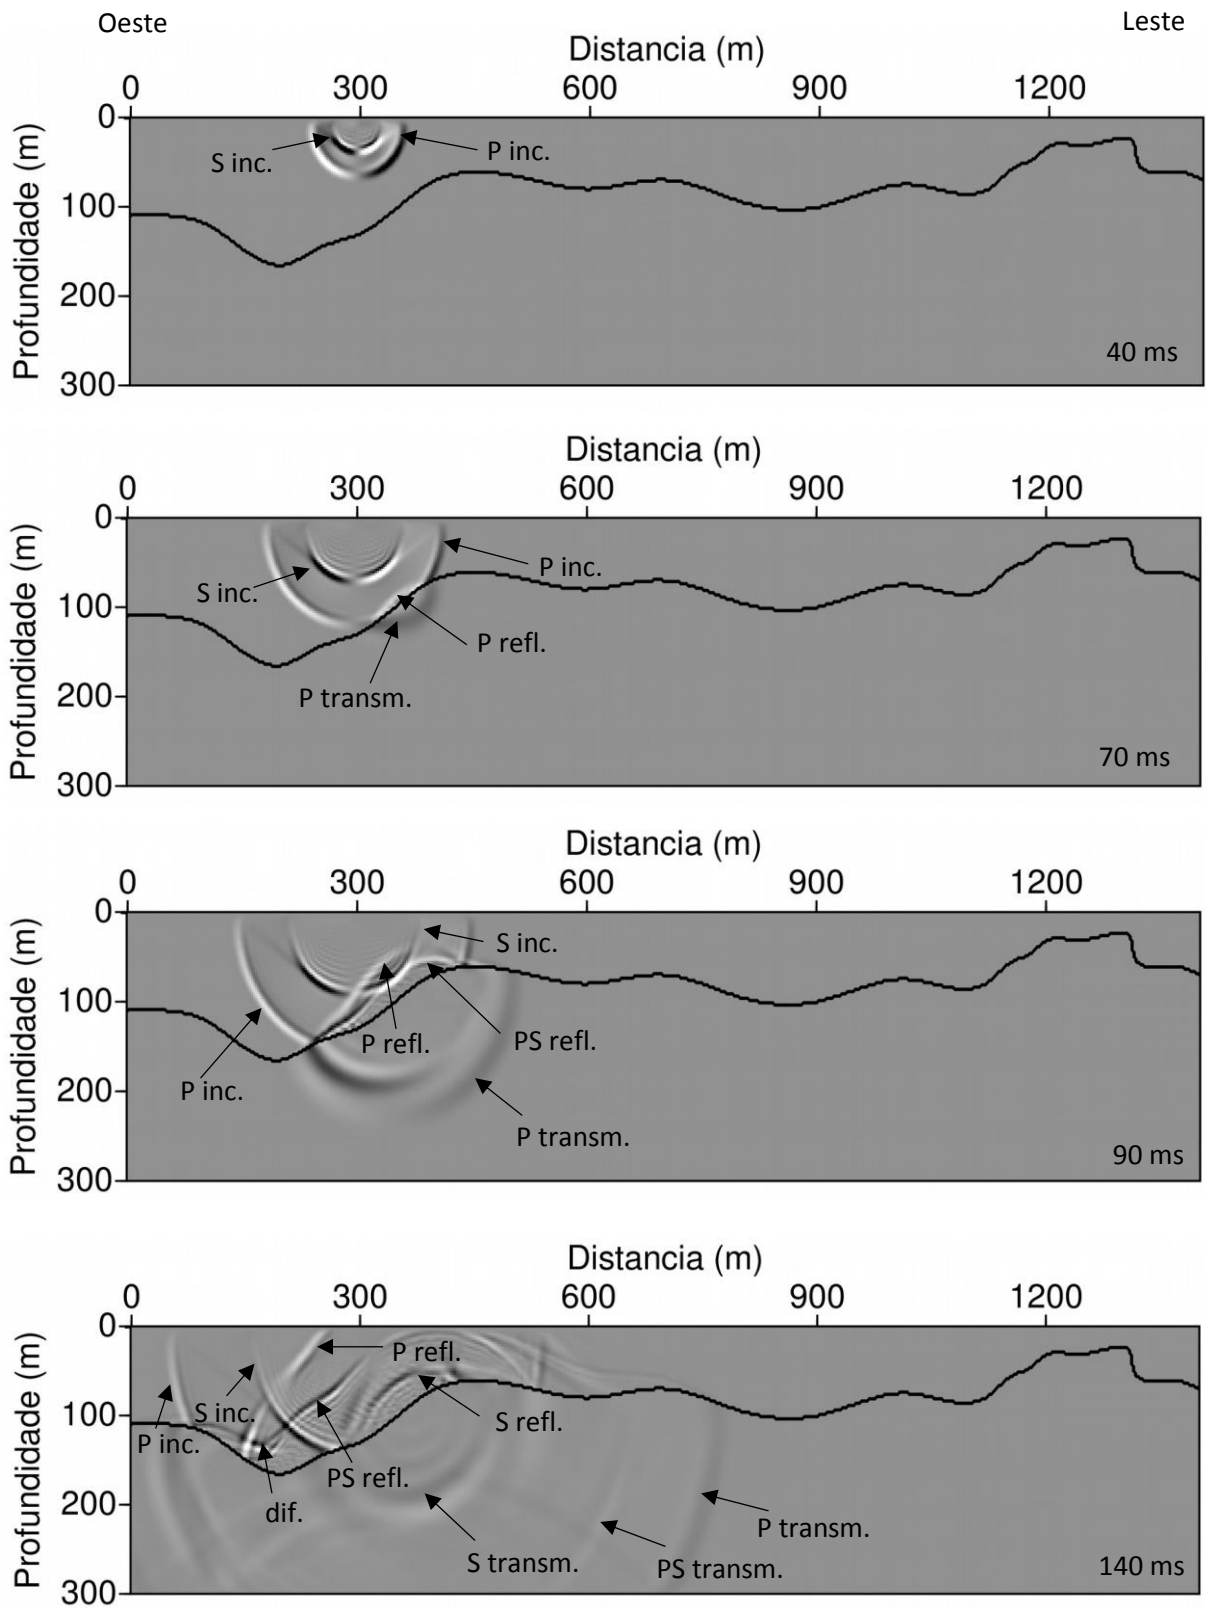 Oeste
Leste
Distancia (m)
0 300 600 900 1200
Profundidade (m)
0
100
200
300
S inc.
P inc.
40 ms
Distancia (m)
0 300 600 900 1200
Profundidade (m)
0
100
200
300
P inc.
S inc.
P refl.
P transm.
70 ms
Distancia (m)
0 300 600 900 1200
Profundidade (m)
0
100
200
300
S inc.
P refl.
PS refl.
P inc.
P transm.
90 ms
Distancia (m)
0 300 600 900 1200
Profundidade (m)
0
100
200
300
P refl.
S inc.
S refl.
P inc.
PS refl.
dif.
P transm.
S transm.
PS transm.
140 ms